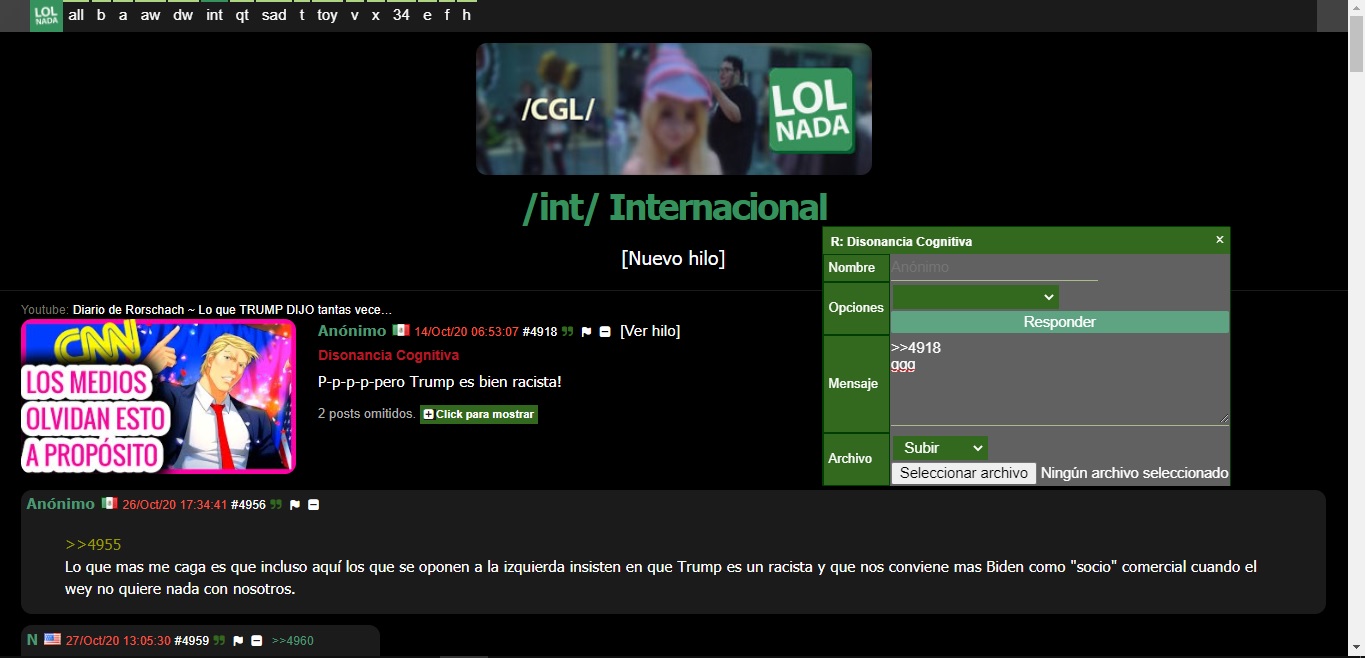 LOL NADA all b a aw dw int qt sad t toy v x 34 e f h
/CGL/
LOL
NADA
/int/ Internacional
[Nuevo hilo]
R: Disonancia Cognitiva ×
Nombre Anónimo
Opciones
Responder
Mensaje
>>4918
ggg
Archivo Subir
Seleccionar archivo Ningún archivo seleccionado
Youtube: Diario de Rorschach ~ Lo que TRUMP DIJO tantas vece...
CNN
LOS MEDIOS
OLVIDAN ESTO
A PROPÓSITO
Anónimo 14/Oct/20 06:53:07 #4918 [Ver hilo]
Disonancia Cognitiva
P-p-p-p-pero Trump es bien racista!
2 posts omitidos. Click para mostrar
Anónimo 26/Oct/20 17:34:41 #4956
>>4955
Lo que mas me caga es que incluso aquí los que se oponen a la izquierda insisten en que Trump es un racista y que nos conviene mas Biden como "socio" comercial cuando el
wey no quiere nada con nosotros.
N 27/Oct/20 13:05:30 #4959 >>4960